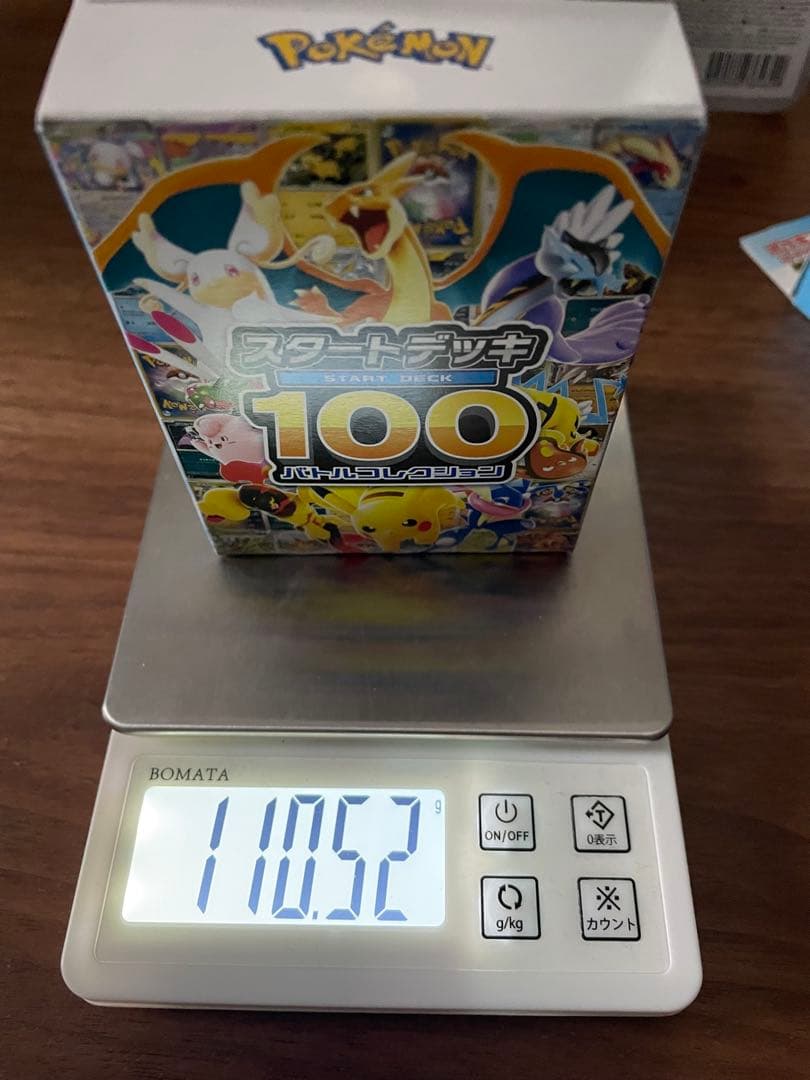 POKÉMON
スタートデッキ
START DECK
100
バトルコレクション
BOMATA
110.52 g
ON/OFF
T
0表示
g/kg
※
カウント